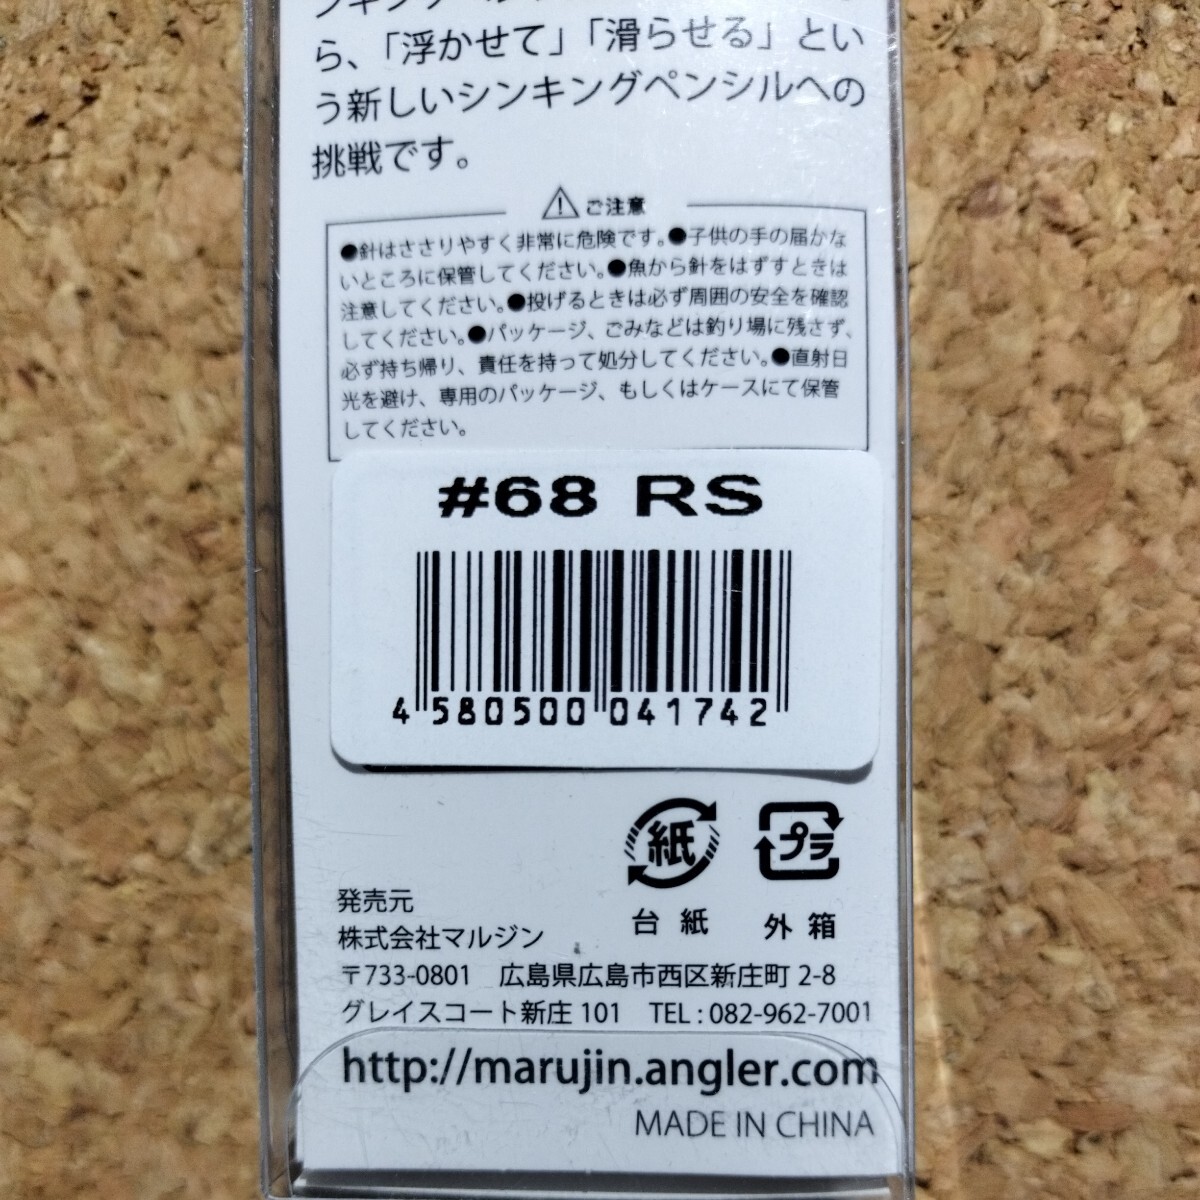 ら、「浮かせて」「滑らせる」とい
う新しいシンキングペンシルへの
挑戦です。
ご注意
●針はささりやすく非常に危険です。●子供の手の届かな
いところに保管してください。●魚から針をはずすときは
注意してください。●投げるときは必ず周囲の安全を確認
してください。●パッケージ、ごみなどは釣り場に残さず、
必ず持ち帰り、責任を持って処分してください。●直射日
光を避け、専用のパッケージ、もしくはケースにて保管
してください。
#68 RS
4 580500 041742
紙 プラ
台紙 外箱
発売元
株式会社マルジン
〒733-0801 広島県広島市西区新庄町 2-8
グレイスコート新庄 101 TEL : 082-962-7001
http://marujin.angler.com
MADE IN CHINA